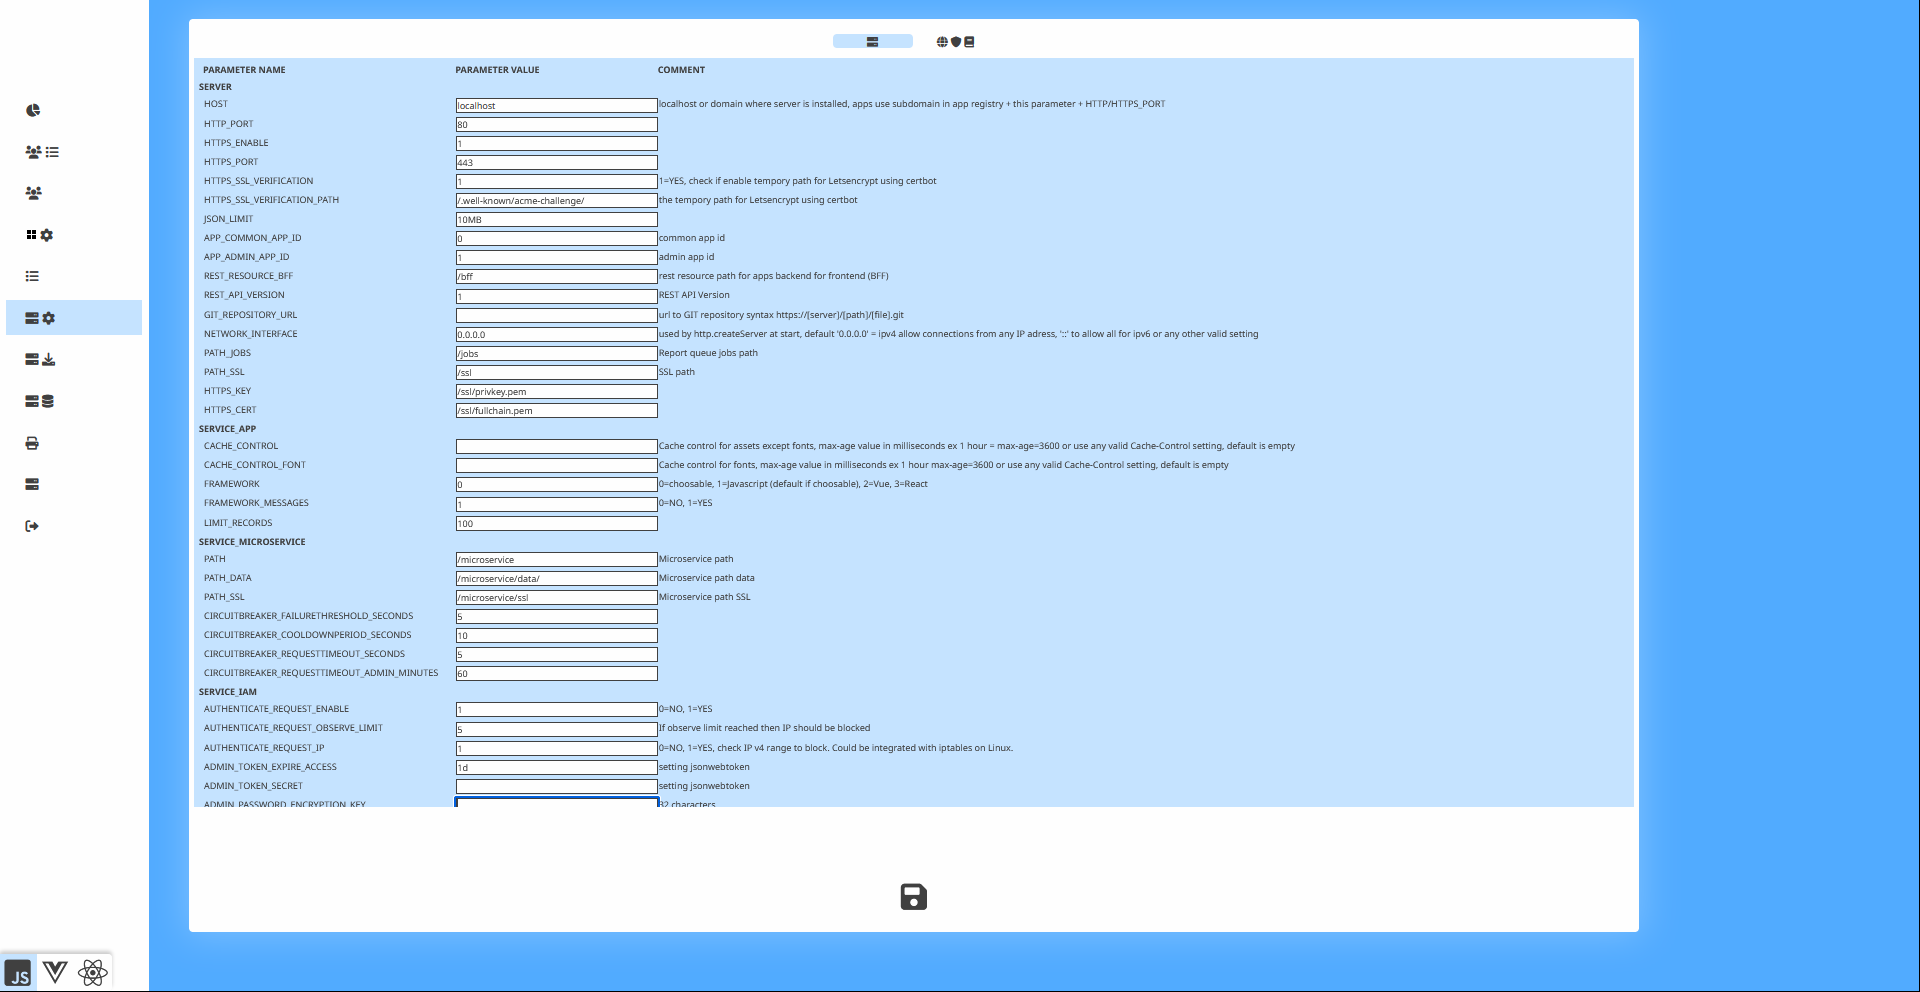 PARAMETER NAME PARAMETER VALUE COMMENT
SERVER
HOST localhost localhost or domain where server is installed, apps use subdomain in app registry + this parameter + HTTP/HTTPS_PORT
HTTP_PORT 80
HTTPS_ENABLE 1
HTTPS_PORT 443
HTTPS_SSL_VERIFICATION 1 1=YES, check if enable tempory path for Letsencrypt using certbot
HTTPS_SSL_VERIFICATION_PATH /.well-known/acme-challenge/ the tempory path for Letsencrypt using certbot
JSON_LIMIT 10MB
APP_COMMON_APP_ID 0 common app id
APP_ADMIN_APP_ID 1 admin app id
REST_RESOURCE_BFF /bff rest resource path for apps backend for frontend (BFF)
REST_API_VERSION 1 REST API Version
GIT_REPOSITORY_URL url to GIT repository syntax https://[server]/[path]/[file].git
NETWORK_INTERFACE 0.0.0.0 used by http.createServer at start, default '0.0.0.0' = ipv4 allow connections from any IP adress, '::' to allow all for ipv6 or any other valid setting
PATH_JOBS /jobs Report queue jobs path
PATH_SSL /ssl SSL path
HTTPS_KEY /ssl/privkey.pem
HTTPS_CERT /ssl/fullchain.pem
SERVICE_APP
CACHE_CONTROL Cache control for assets except fonts, max-age value in milliseconds ex 1 hour = max-age=3600 or use any valid Cache-Control setting, default is empty
CACHE_CONTROL_FONT Cache control for fonts, max-age value in milliseconds ex 1 hour max-age=3600 or use any valid Cache-Control setting, default is empty
FRAMEWORK 0 0=choosable, 1=Javascript (default if choosable), 2=Vue, 3=React
FRAMEWORK_MESSAGES 1 0=NO, 1=YES
LIMIT_RECORDS 100
SERVICE_MICROSERVICE
PATH /microservice Microservice path
PATH_DATA /microservice/data/ Microservice path data
PATH_SSL /microservice/ssl Microservice path SSL
CIRCUITBREAKER_FAILURETHRESHOLD_SECONDS 5
CIRCUITBREAKER_COOLDOWNPERIOD_SECONDS 10
CIRCUITBREAKER_REQUESTTIMEOUT_SECONDS 5
CIRCUITBREAKER_REQUESTTIMEOUT_ADMIN_MINUTES 60
SERVICE_IAM
AUTHENTICATE_REQUEST_ENABLE 1 0=NO, 1=YES
AUTHENTICATE_REQUEST_OBSERVE_LIMIT 5 If observe limit reached then IP should be blocked
AUTHENTICATE_REQUEST_IP 1 0=NO, 1=YES, check IP v4 range to block. Could be integrated with iptables on Linux.
ADMIN_TOKEN_EXPIRE_ACCESS 1d setting jsonwebtoken
ADMIN_TOKEN_SECRET setting jsonwebtoken
ADMIN_PASSWORD_ENCRYPTION_KEY 32 characters
JS